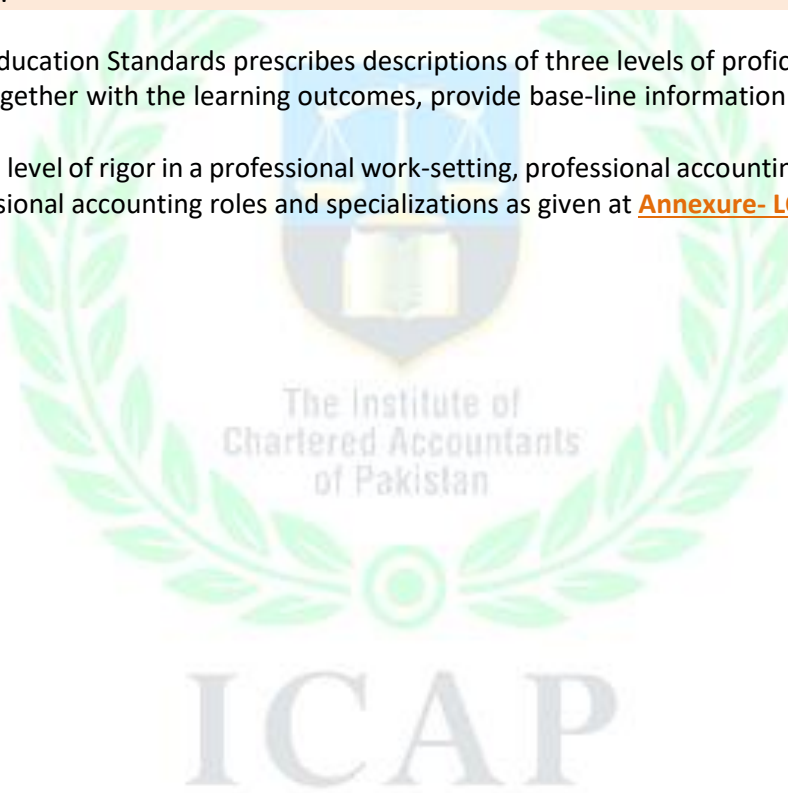 ducation Standards prescribes descriptions of three levels of profic
gether with the learning outcomes, provide base-line information
level of rigor in a professional work-setting, professional accountin
sional accounting roles and specializations as given at Annexure- L
The Institute of
Chartered Accountants
of Pakistan
ICAP